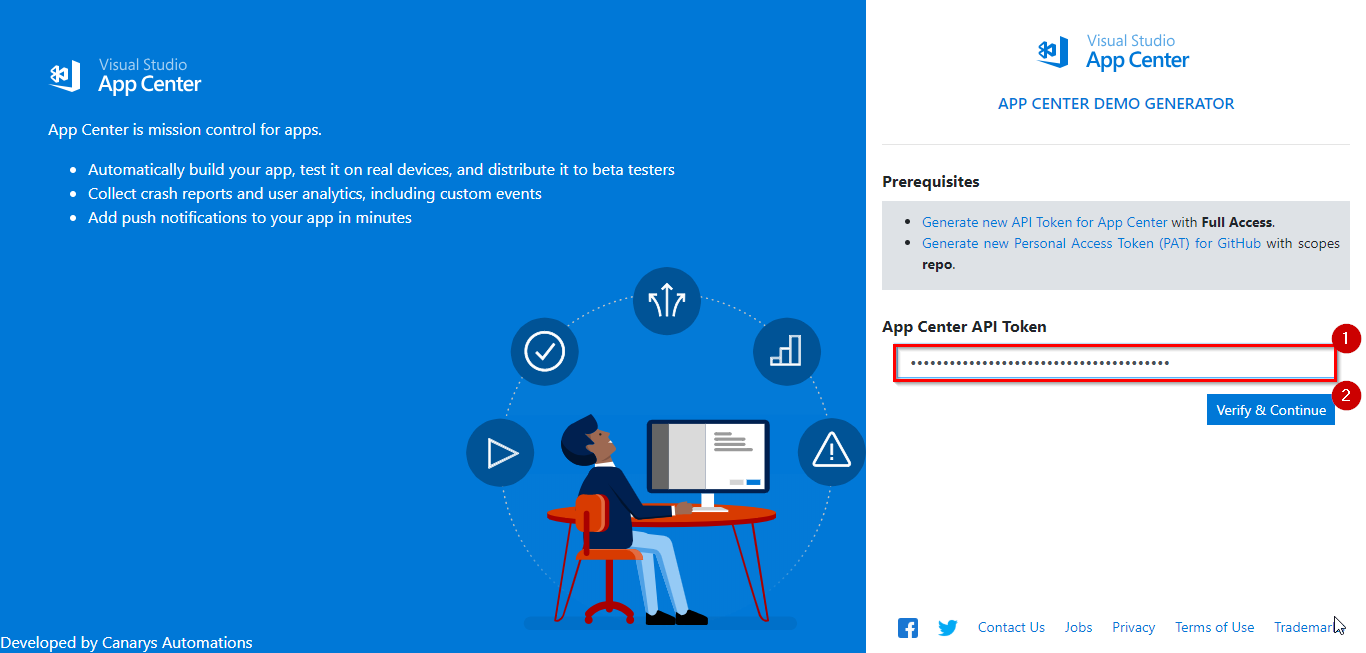 Visual Studio
App Center
App Center is mission control for apps.
Automatically build your app, test it on real devices, and distribute it to beta testers
Collect crash reports and user analytics, including custom events
Add push notifications to your app in minutes
Developed by Canarys Automations
Visual Studio
App Center
APP CENTER DEMO GENERATOR
Prerequisites
Generate new API Token for App Center with Full Access.
Generate new Personal Access Token (PAT) for GitHub with scopes
repo.
App Center API Token
1
2
Verify & Continue
Contact Us Jobs Privacy Terms of Use Trademar